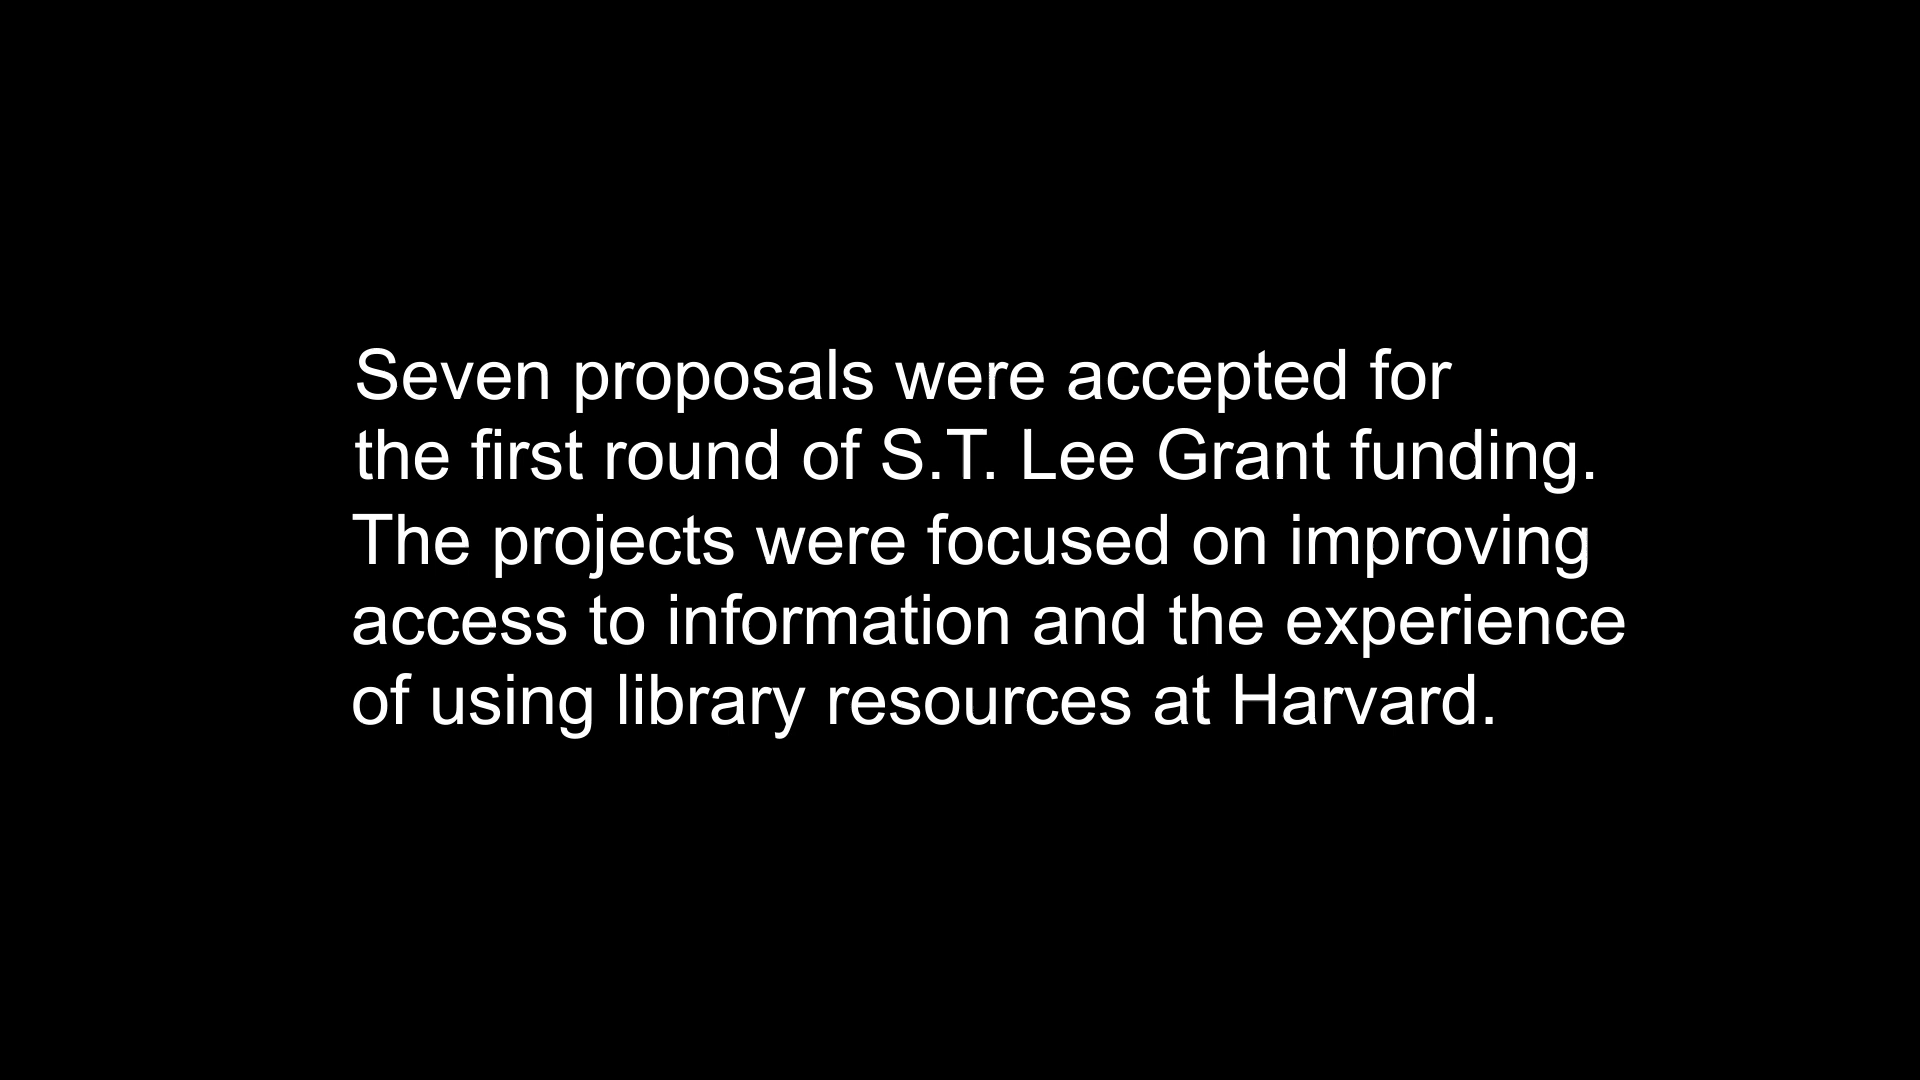 Seven proposals were accepted for
the first round of S.T. Lee Grant funding.
The projects were focused on improving
access to information and the experience
of using library resources at Harvard.